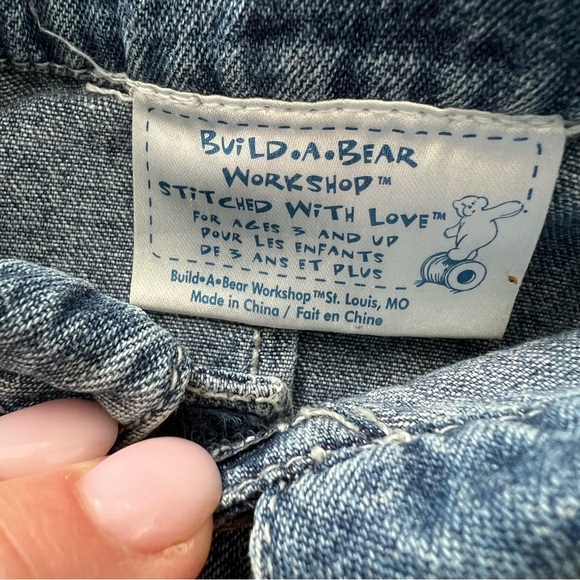 BUiLD•A•BEAR
WORKSHOP™
STITCHED WITH LOVE™
FOR AGES 3 AND UP
POUR LES ENFANTS
DE 3 ANS ET PLUS
Build•A•Bear Workshop™St. Louis, MO
Made in China / Fait en Chine